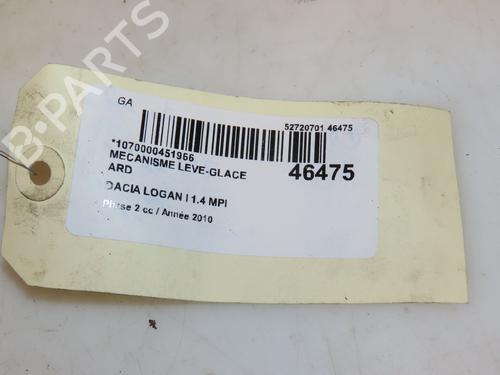 GA
52720701 46475
*1070000451966
MECANISME LEVE-GLACE
ARD
46475
DACIA LOGAN I 1.4 MPI
Phase 2 cc / Année 2010
B-PARTS